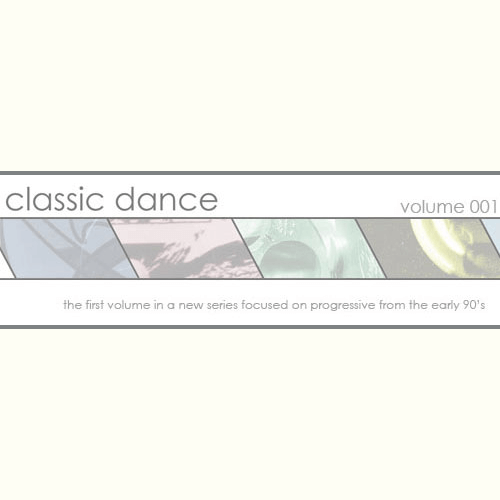 classic dance
volume 001
the first volume in a new series focused on progressive from the early 90's